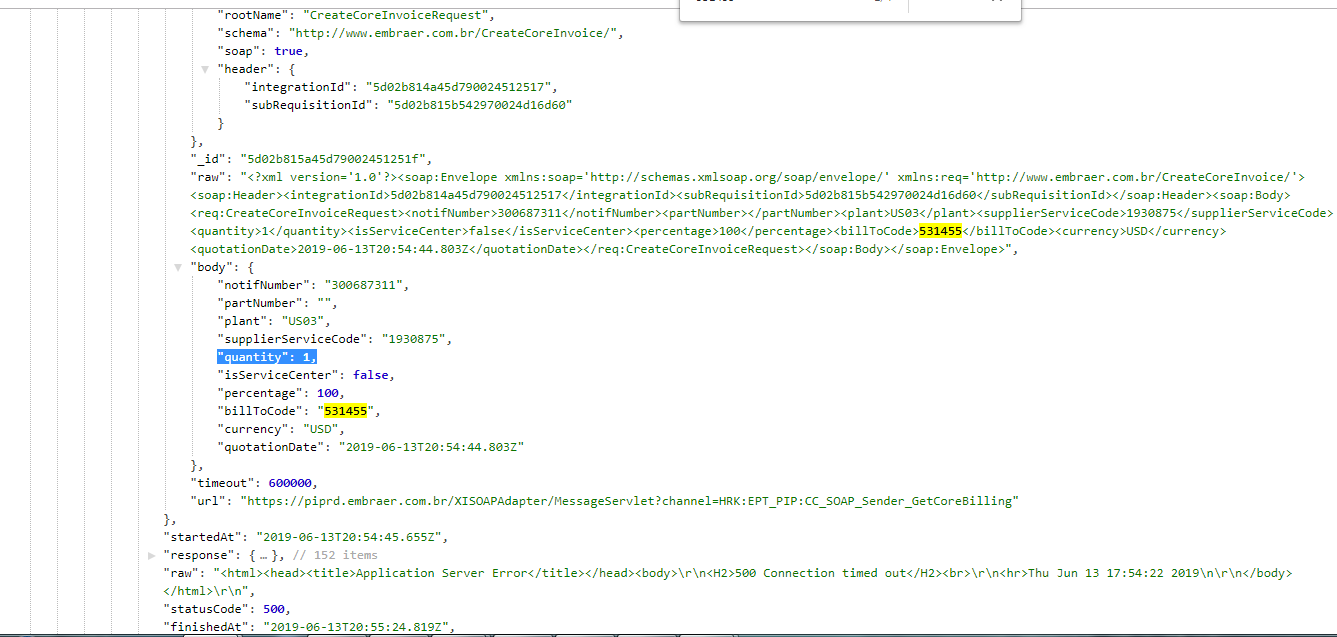 "rootName": "CreateCoreInvoiceRequest",
"schema": "http://www.embraer.com.br/CreateCoreInvoice/",
"soap": true,
"header": {
"integrationId": "5d02b814a45d790024512517",
"subRequisitionId": "5d02b815b542970024d16d60"
}
},
"_id": "5d02b815a45d79002451251f",
"raw": "<?xml version='1.0'?><soap:Envelope xmlns:soap='http://schemas.xmlsoap.org/soap/envelope/' xmlns:req='http://www.embraer.com.br/CreateCoreInvoice/'>
<soap:Header><integrationId>5d02b814a45d790024512517</integrationId><subRequisitionId>5d02b815b542970024d16d60</subRequisitionId></soap:Header><soap:Body>
<req:CreateCoreInvoiceRequest><notifNumber>300687311</notifNumber><partNumber></partNumber><plant>US03</plant><supplierServiceCode>1930875</supplierServiceCode>
<quantity>1</quantity><isServiceCenter>false</isServiceCenter><percentage>100</percentage><billToCode>531455</billToCode><currency>USD</currency>
<quotationDate>2019-06-13T20:54:44.803Z</quotationDate></req:CreateCoreInvoiceRequest></soap:Body></soap:Envelope>",
"body": {
"notifNumber": "300687311",
"partNumber": "",
"plant": "US03",
"supplierServiceCode": "1930875",
"quantity": 1,
"isServiceCenter": false,
"percentage": 100,
"billToCode": "531455",
"currency": "USD",
"quotationDate": "2019-06-13T20:54:44.803Z"
},
"timeout": 600000,
"url": "https://piprd.embraer.com.br/XISOAPAdapter/MessageServlet?channel=HRK:EPT_PIP:CC_SOAP_Sender_GetCoreBilling"
},
"startedAt": "2019-06-13T20:54:45.655Z",
"response": { … }, // 152 items
"raw": "<html><head><title>Application Server Error</title></head><body>\r\n<H2>500 Connection timed out</H2><br>\r\n<hr>Thu Jun 13 17:54:22 2019\n\r\n</body>
</html>\r\n",
"statusCode": 500,
"finishedAt": "2019-06-13T20:55:24.819Z",